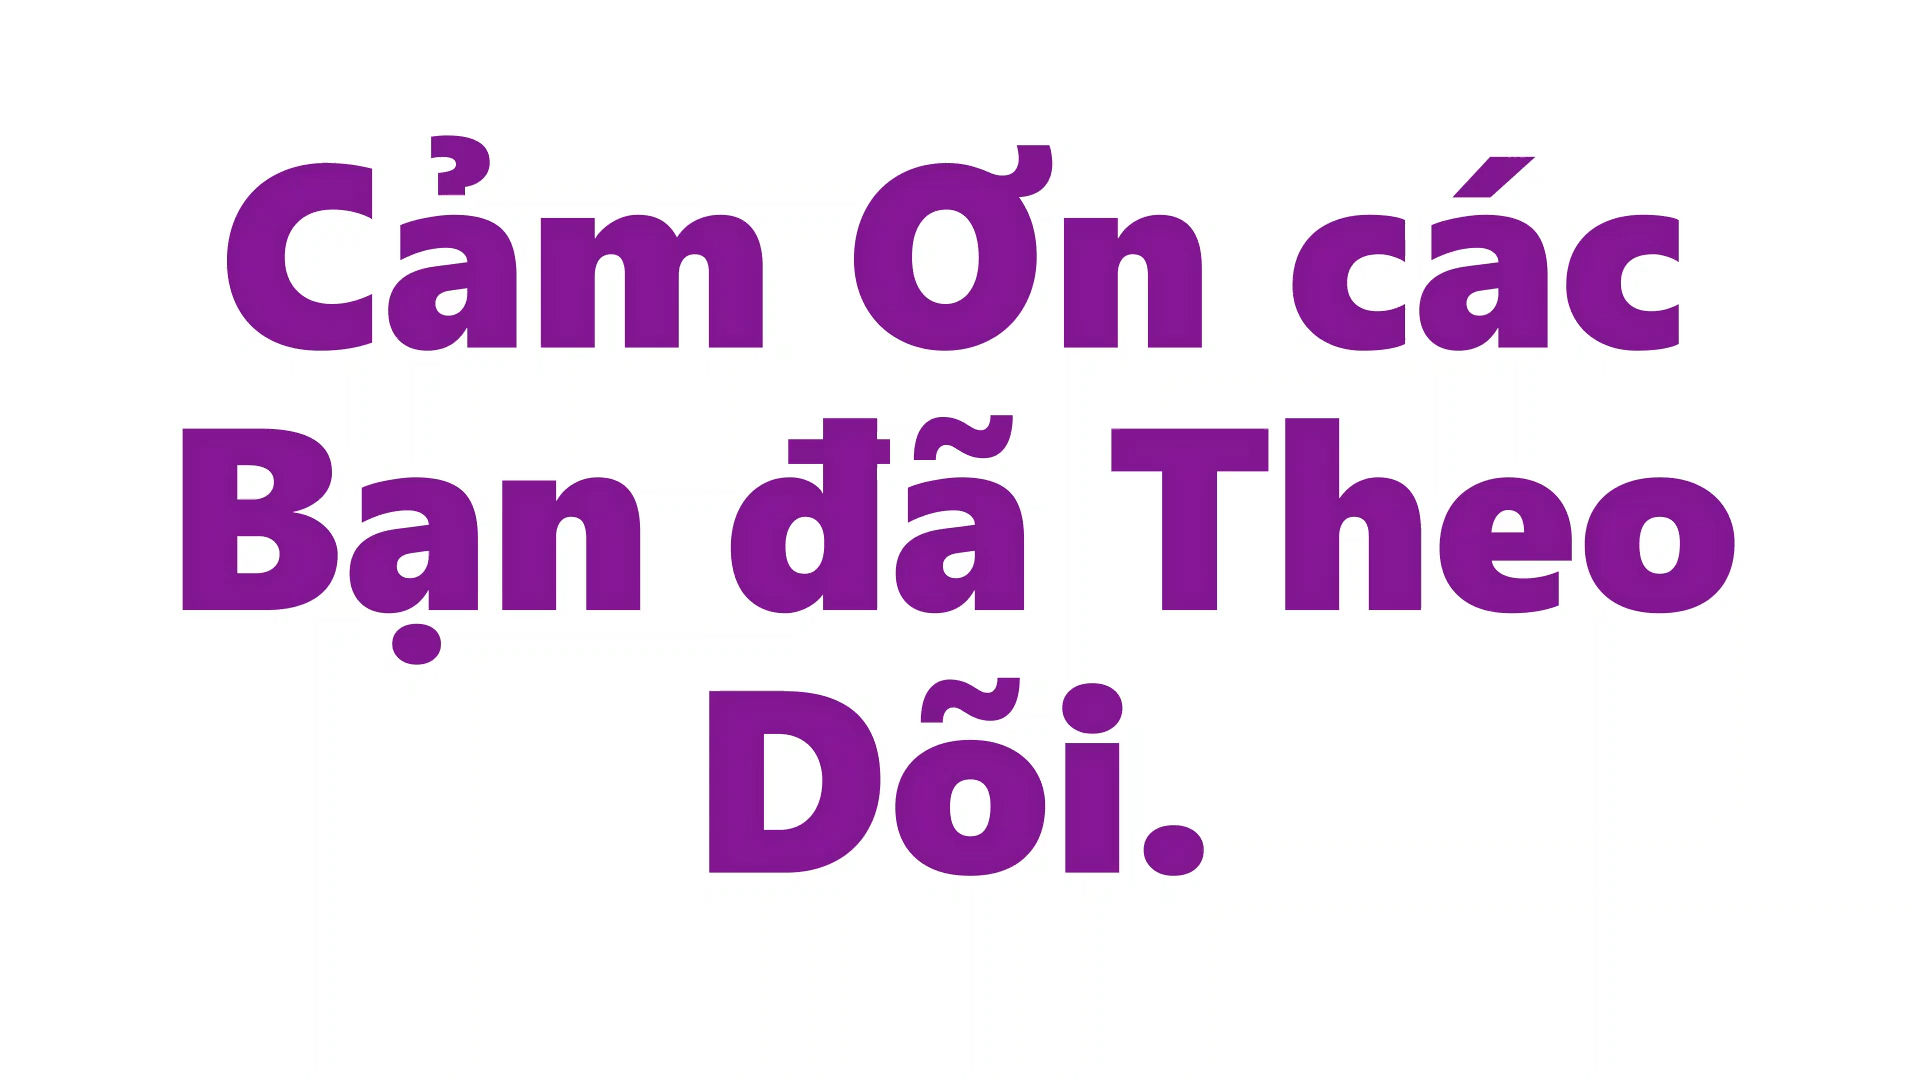 Cảm Ơn các
Bạn đã Theo
Dõi.